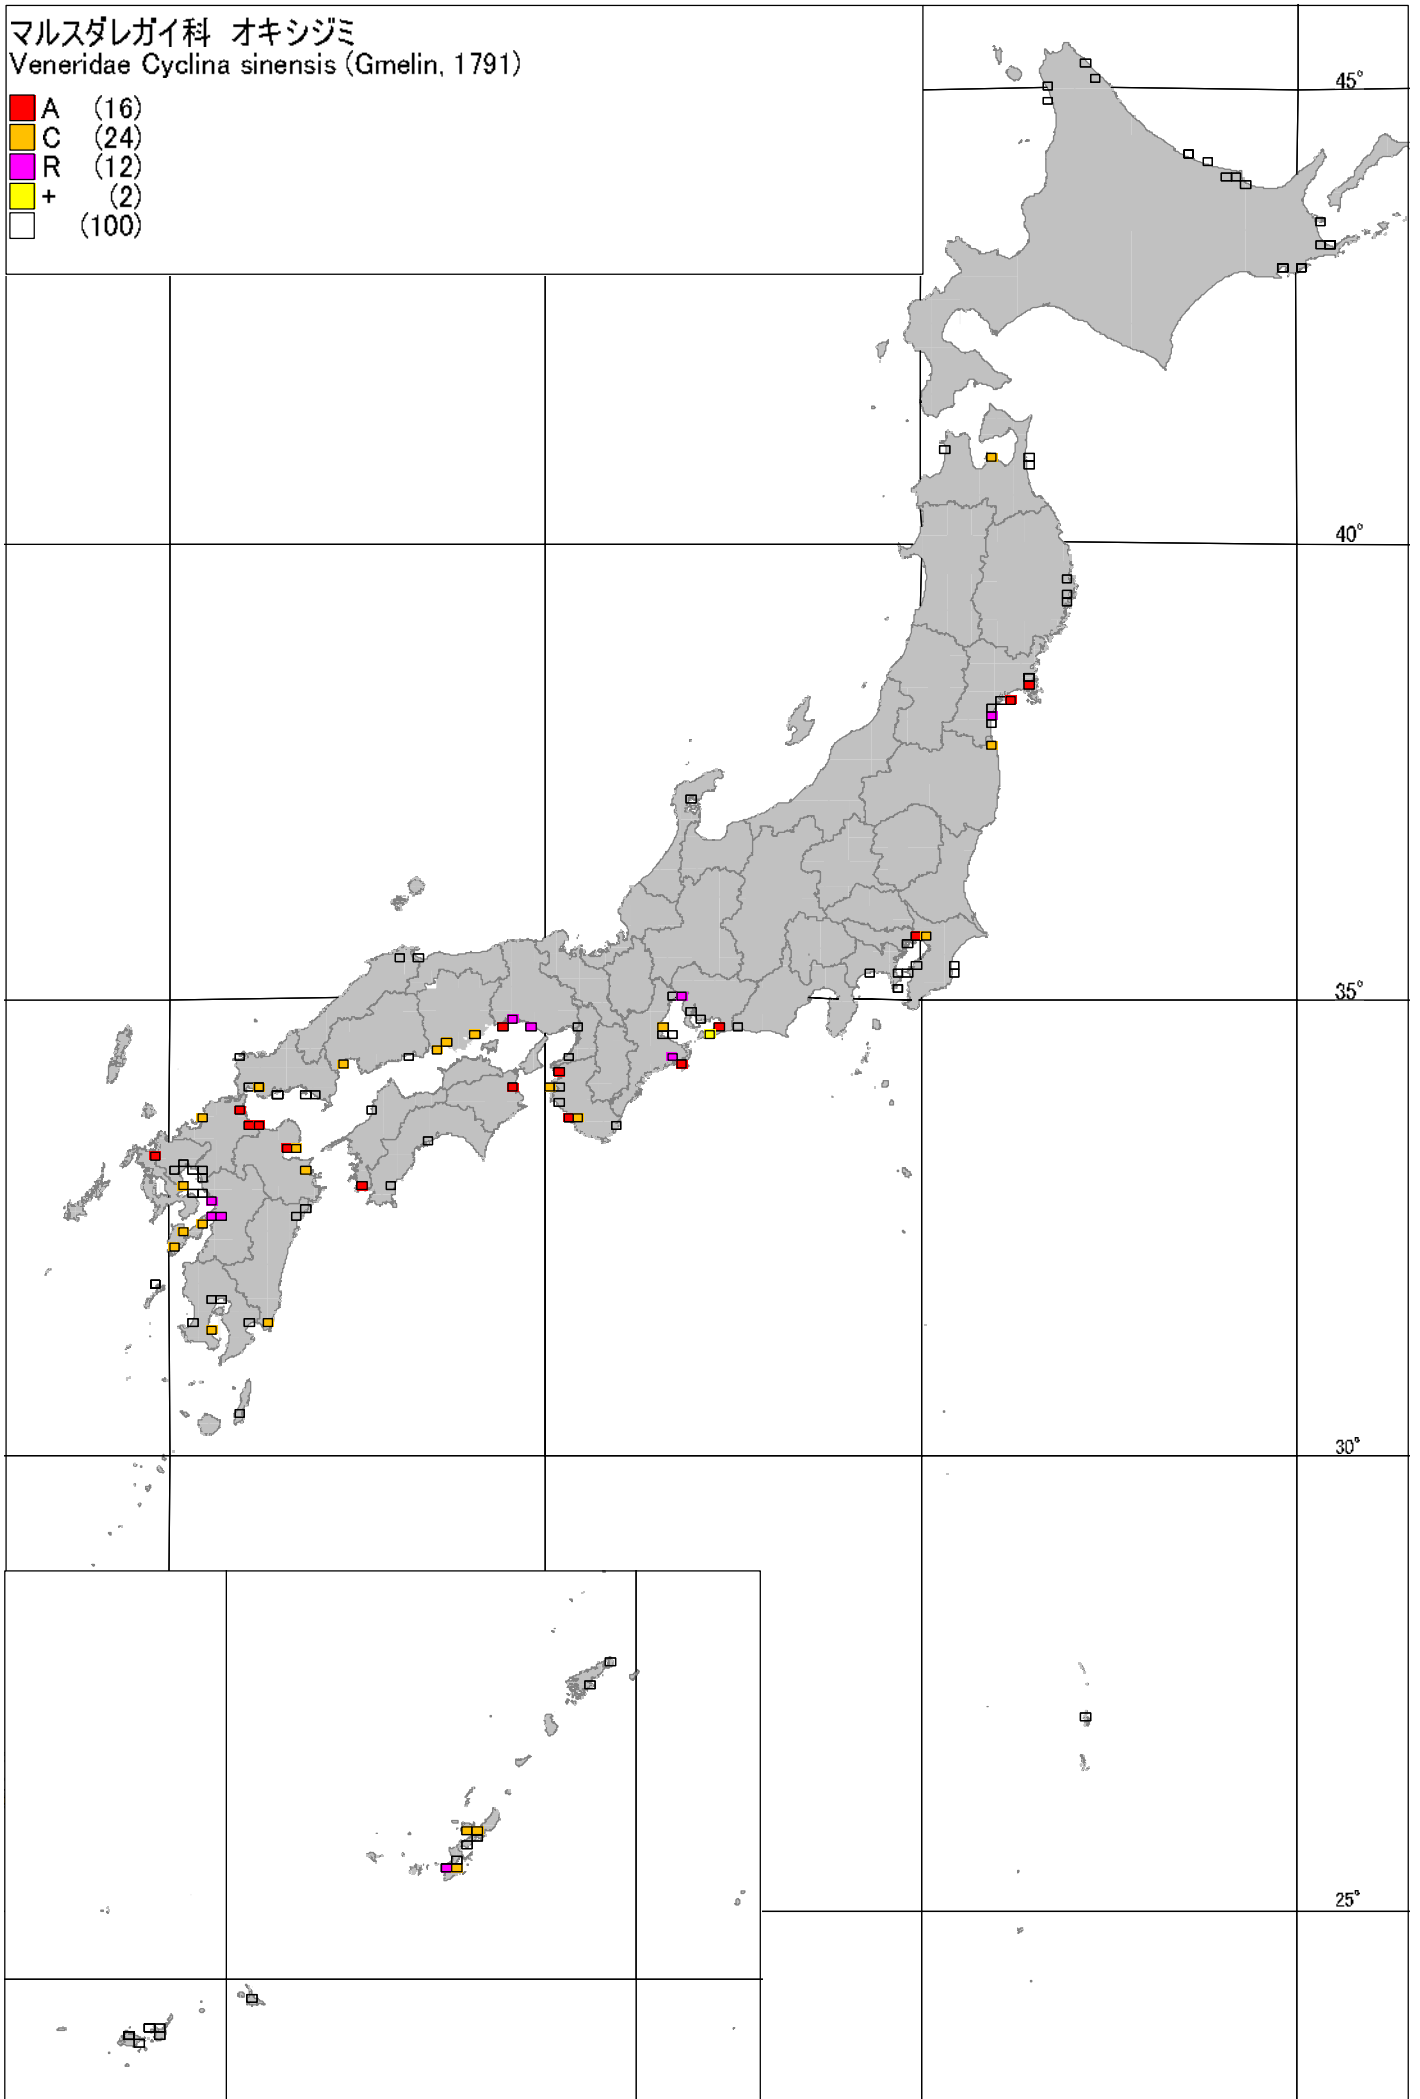 マルスダレガイ科 オキシジミ
Veneridae Cyclina sinensis (Gmelin, 1791)
A (16)
C (24)
R (12)
+ (2)
(100)
45°
40°
35°
30°
25°